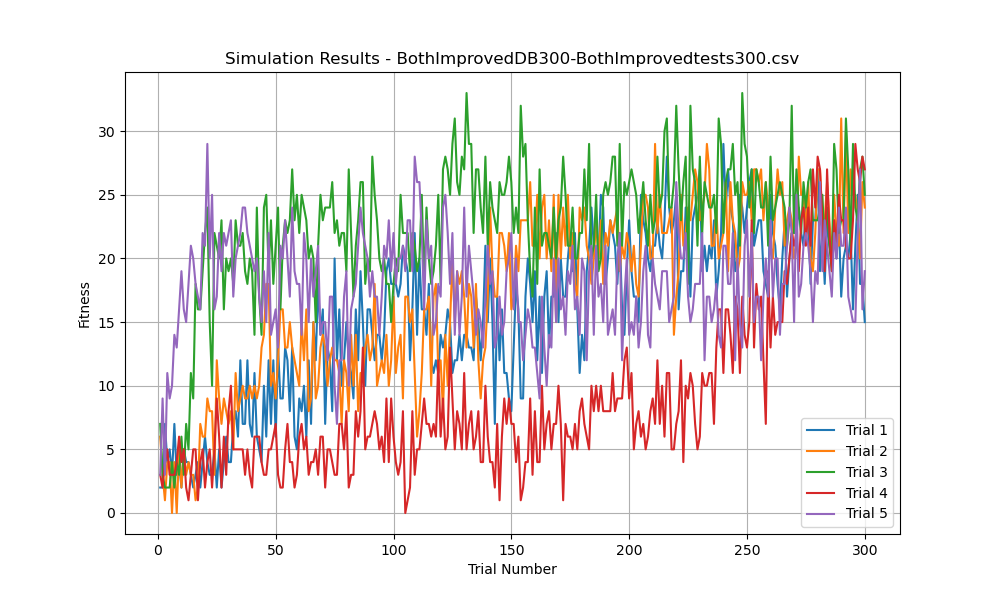 Simulation Results - BothImprovedDB300-BothImprovedtests300.csv
Fitness
30
25
20
15
10
5
0
0 50 100 150 200 250 300
Trial Number
Trial 1
Trial 2
Trial 3
Trial 4
Trial 5